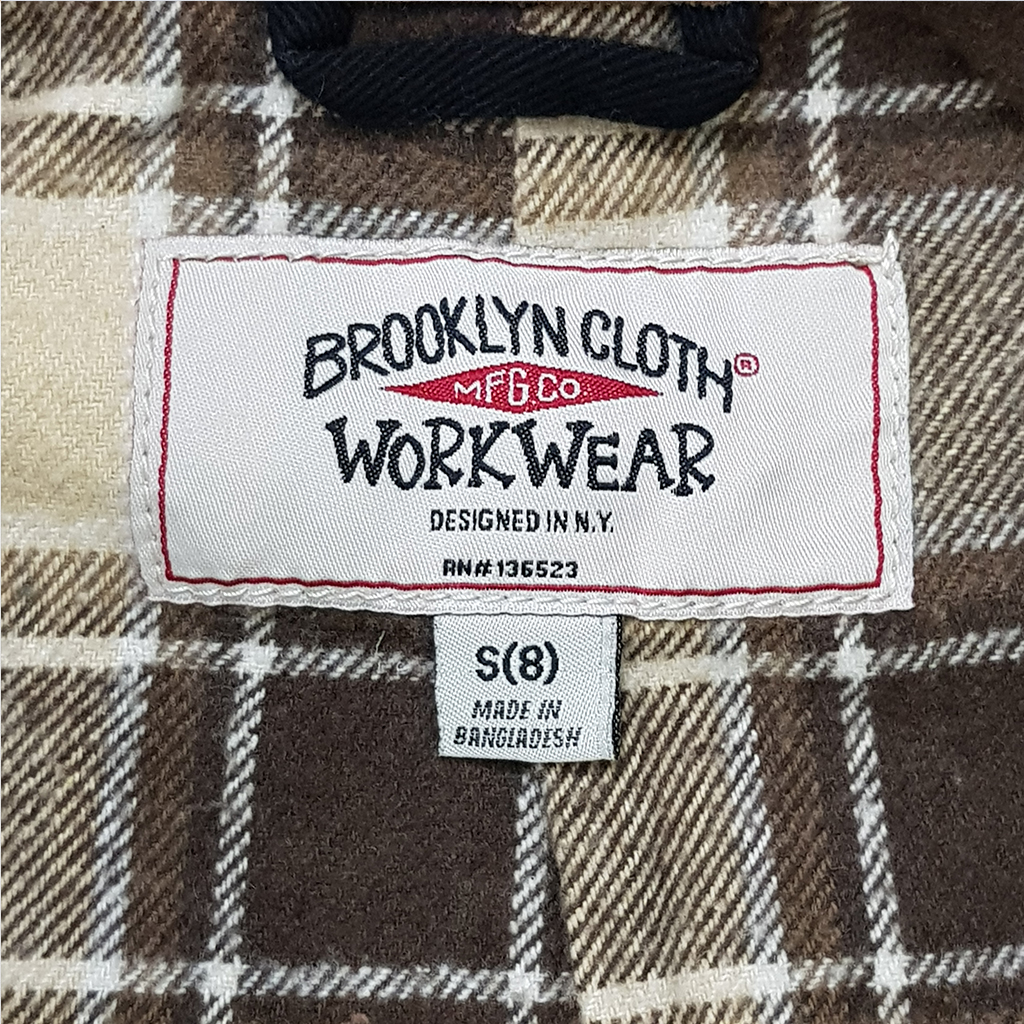 BROOKLYN CLOTH®
MFG.CO.
WORKWEAR
DESIGNED IN N.Y.
RN#136523
S(8)
MADE IN
BANGLADESH